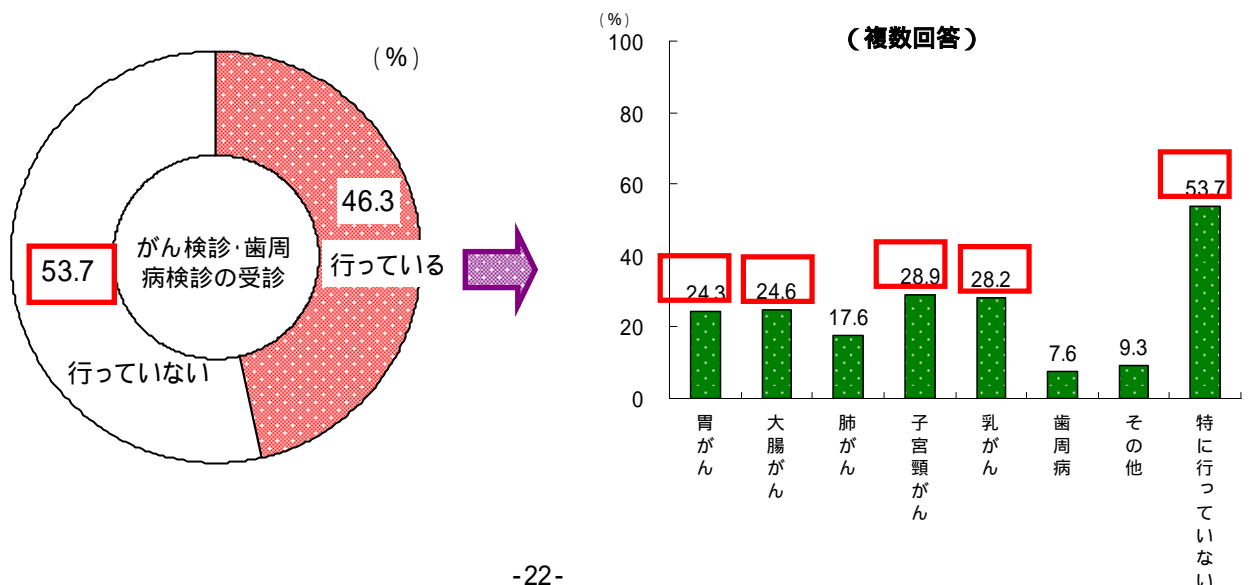 (%)
46.3
行っている
53.7
がん検診・歯周
病検診の受診
行っていない
(%)
(複数回答)
100
80
60
40
20
0
24.3
24.6
17.6
28.9
28.2
7.6
9.3
53.7
胃がん
大腸がん
肺がん
子宮頸がん
乳がん
歯周病
その他
特に行っていない
-22-